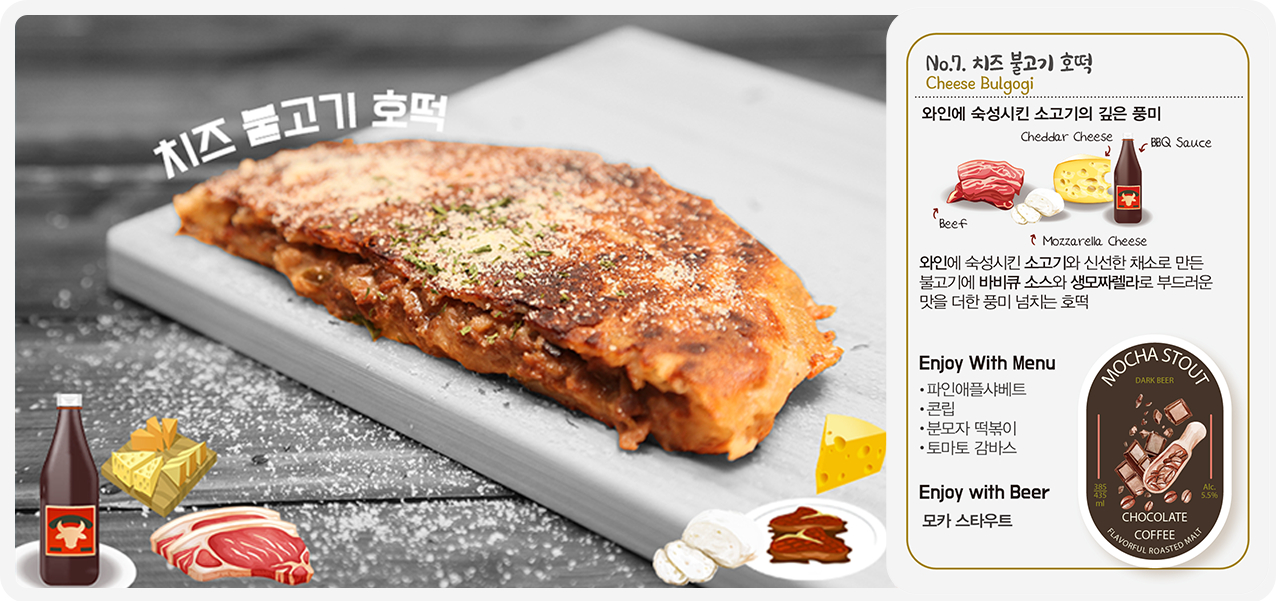 치즈 불고기 호떡
No.7. 치즈 불고기 호떡
Cheese Bulgogi
와인에 숙성시킨 소고기의 깊은 풍미
Cheddar Cheese
BBQ Sauce
Beef
Mozzarella Cheese
와인에 숙성시킨 소고기와 신선한 채소로 만든
불고기에 바비큐 소스와 생모짜렐라로 부드러운
맛을 더한 풍미 넘치는 호떡
Enjoy With Menu
• 파인애플샤베트
• 콘립
• 분모자 떡볶이
• 토마토 감바스
Enjoy with Beer
모카 스타우트
MOCHA STOUT
DARK BEER
385
435
ml
Alc.
5.5%
CHOCOLATE
COFFEE
FLAVORFUL ROASTED MALT